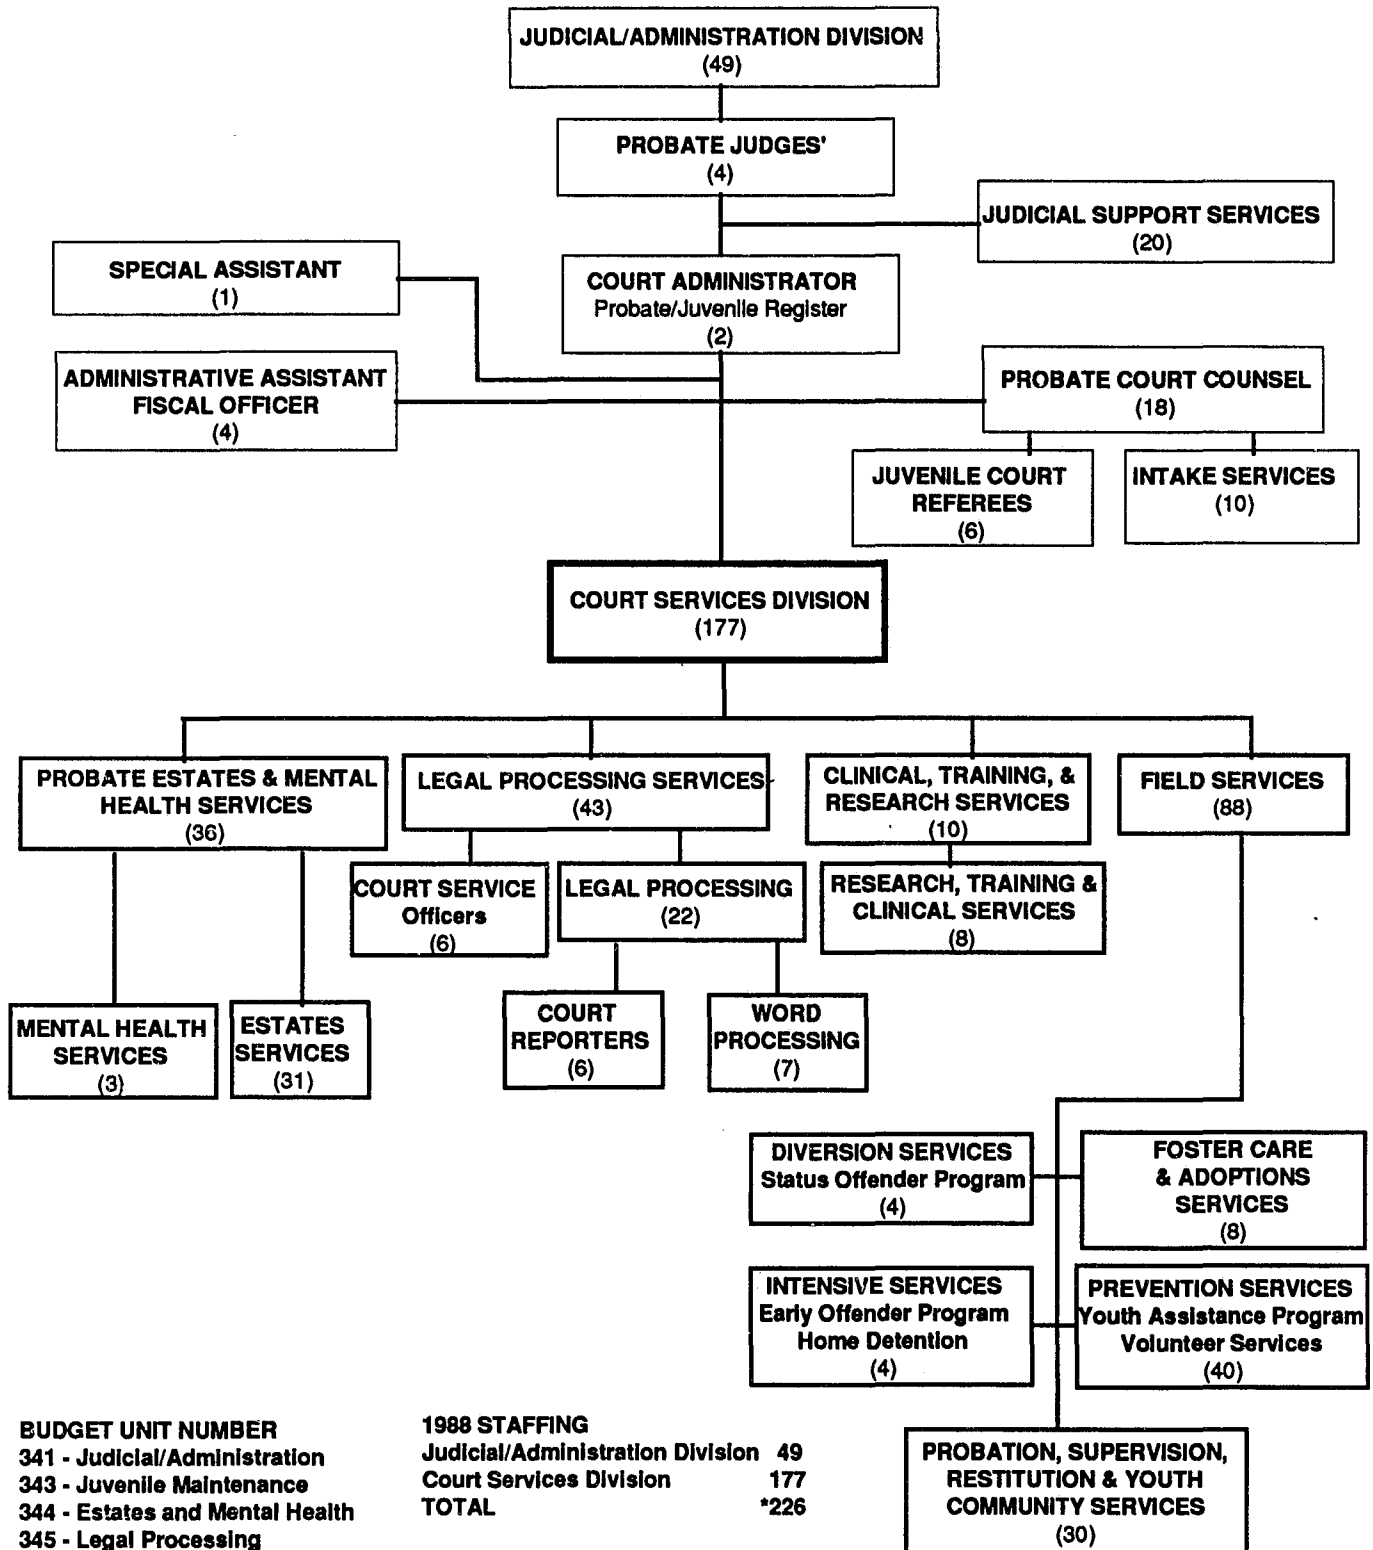 JUDICIAL/ADMINISTRATION DIVISION
(49)
PROBATE JUDGES'
(4)
JUDICIAL SUPPORT SERVICES
(20)
SPECIAL ASSISTANT
(1)
COURT ADMINISTRATOR
Probate/Juvenile Register
(2)
ADMINISTRATIVE ASSISTANT
FISCAL OFFICER
(4)
PROBATE COURT COUNSEL
(18)
JUVENILE COURT
REFEREES
(6)
INTAKE SERVICES
(10)
COURT SERVICES DIVISION
(177)
PROBATE ESTATES & MENTAL
HEALTH SERVICES
(36)
LEGAL PROCESSING SERVICES
(43)
CLINICAL, TRAINING, &
RESEARCH SERVICES
(10)
FIELD SERVICES
(88)
COURT SERVICE
Officers
(6)
LEGAL PROCESSING
(22)
RESEARCH, TRAINING &
CLINICAL SERVICES
(8)
MENTAL HEALTH
SERVICES
(3)
ESTATES
SERVICES
(31)
COURT
REPORTERS
(6)
WORD
PROCESSING
(7)
DIVERSION SERVICES
Status Offender Program
(4)
FOSTER CARE
& ADOPTIONS
SERVICES
(8)
INTENSIVE SERVICES
Early Offender Program
Home Detention
(4)
PREVENTION SERVICES
Youth Assistance Program
Volunteer Services
(40)
PROBATION, SUPERVISION,
RESTITUTION & YOUTH
COMMUNITY SERVICES
(30)
BUDGET UNIT NUMBER
341 - Judicial/Administration
343 - Juvenile Maintenance
344 - Estates and Mental Health
345 - Legal Processing
1988 STAFFING
Judicial/Administration Division 49
Court Services Division 177
TOTAL *226